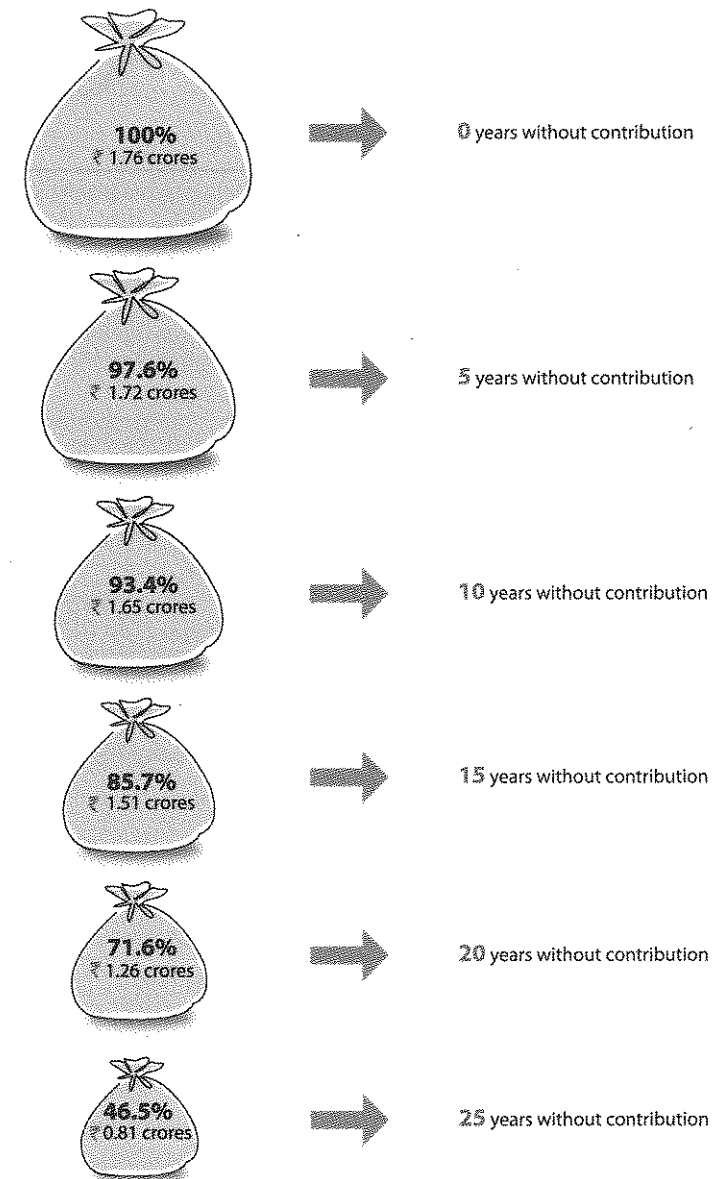 100%
₹ 1.76 crores
0 years without contribution
97.6%
₹ 1.72 crores
5 years without contribution
93.4%
₹ 1.65 crores
10 years without contribution
85.7%
₹ 1.51 crores
15 years without contribution
71.6%
₹ 1.26 crores
20 years without contribution
46.5%
₹ 0.81 crores
25 years without contribution